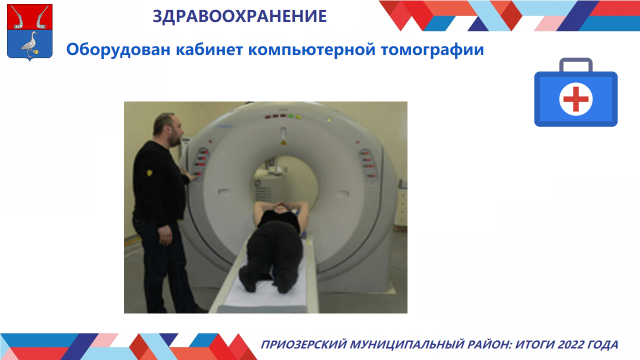 ЗДРАВООХРАНЕНИЕ
Оборудован кабинет компьютерной томографии
ПРИОЗЕРСКИЙ МУНИЦИПАЛЬНЫЙ РАЙОН: ИТОГИ 2022 ГОДА